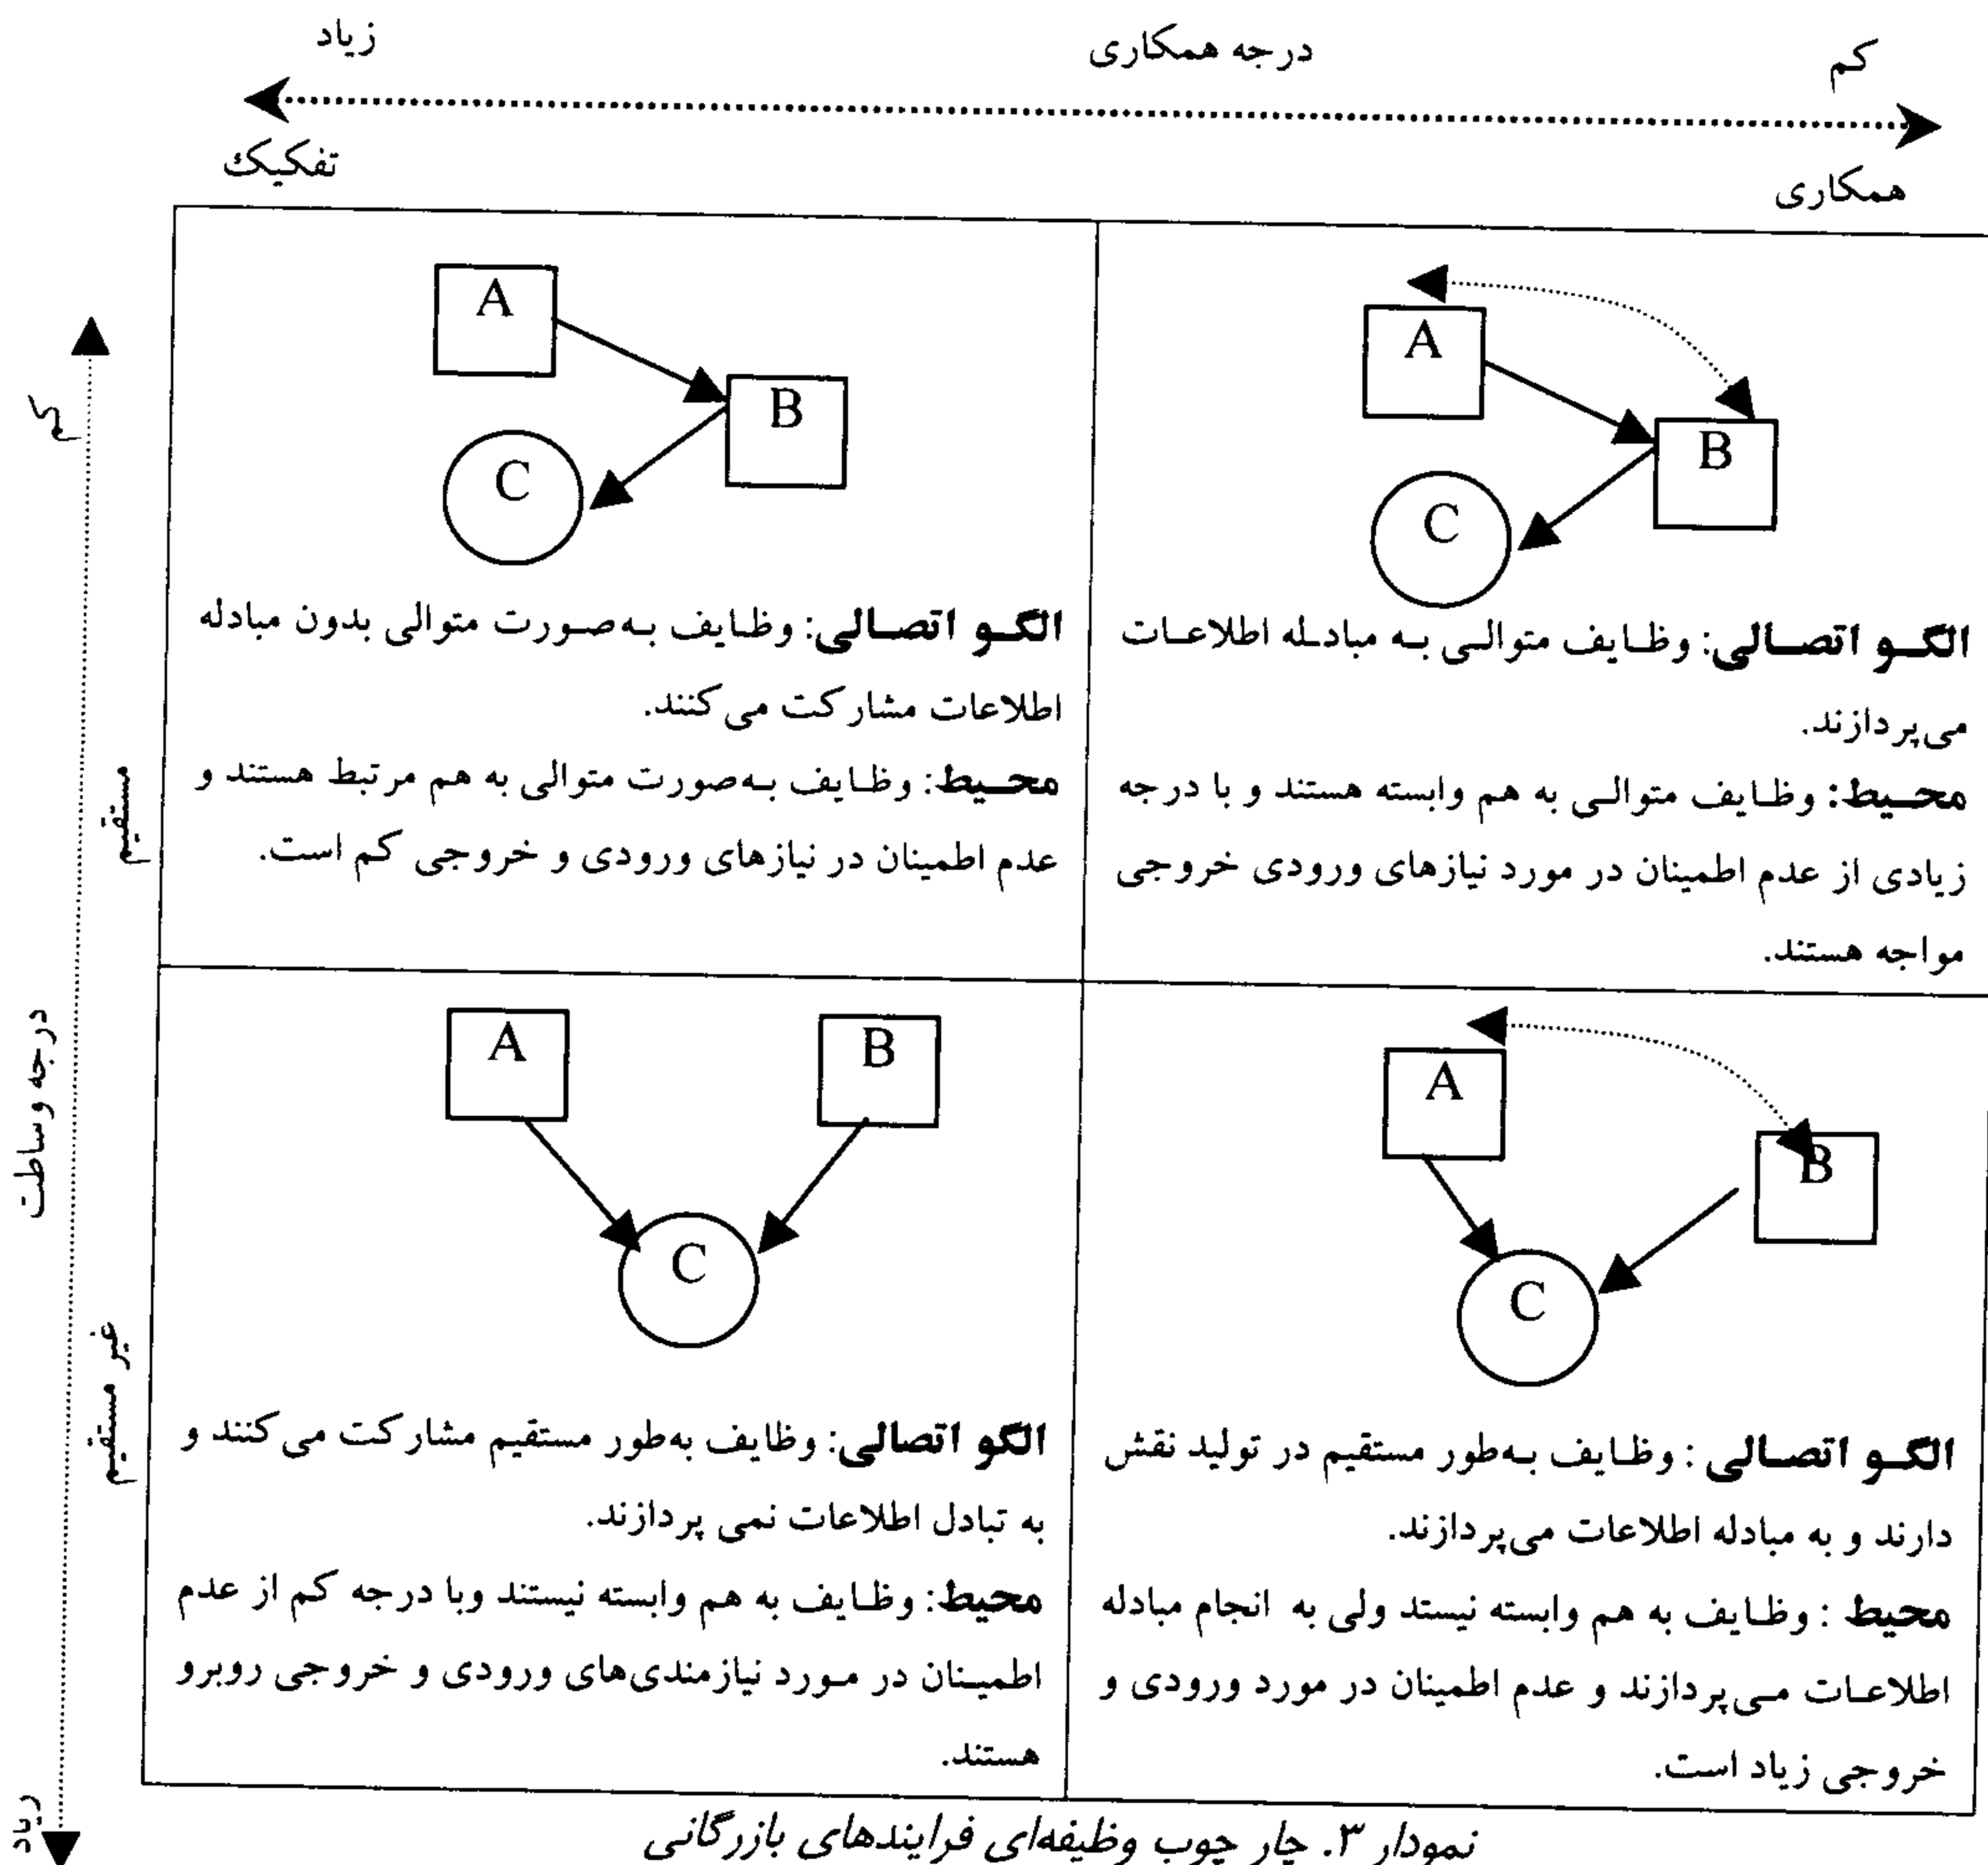 درجه همکاری
کم
زیاد
همکاری
تفکیک
A
B
C
الگو اتصالی: وظایف متوالی به مبادله اطلاعات
می‌پردازند.
محیط: وظایف متوالی به هم وابسته هستند و با درجه
زیادی از عدم اطمینان در مورد نیازهای ورودی خروجی
مواجه هستند.
A
B
C
الگو اتصالی: وظایف به‌صورت متوالی بدون مبادله
اطلاعات مشارکت می‌کنند.
محیط: وظایف به‌صورت متوالی به هم مرتبط هستند و
عدم اطمینان در نیازهای ورودی و خروجی کم است.
A
B
C
الگو اتصالی : وظایف به‌طور مستقیم در تولید نقش
دارند و به مبادله اطلاعات می‌پردازند.
محیط : وظایف به هم وابسته نیستد ولی به انجام مبادله
اطلاعات می‌پردازند و عدم اطمینان در مورد ورودی و
خروجی زیاد است.
A
B
C
الگو اتصالی: وظایف به‌طور مستقیم مشارکت می‌کنند و
به تبادل اطلاعات نمی پردازند.
محیط: وظایف به هم وابسته نیستند وبا درجه کم از عدم
اطمینان در مورد نیازمندی‌های ورودی و خروجی روبرو
هستند.
کم
مستقیم
درجه وساطت
غیر مستقیم
زیاد
نمودار ۳. چار چوب وظیفه‌ای فرایندهای بازرگانی